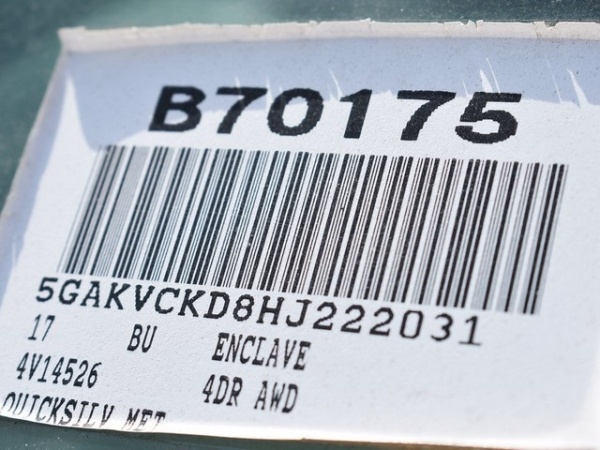 B70175
5GAKVCKD8HJ222031
17 BU ENCLAVE
4V14526 4DR AWD
QUICKSILV MET